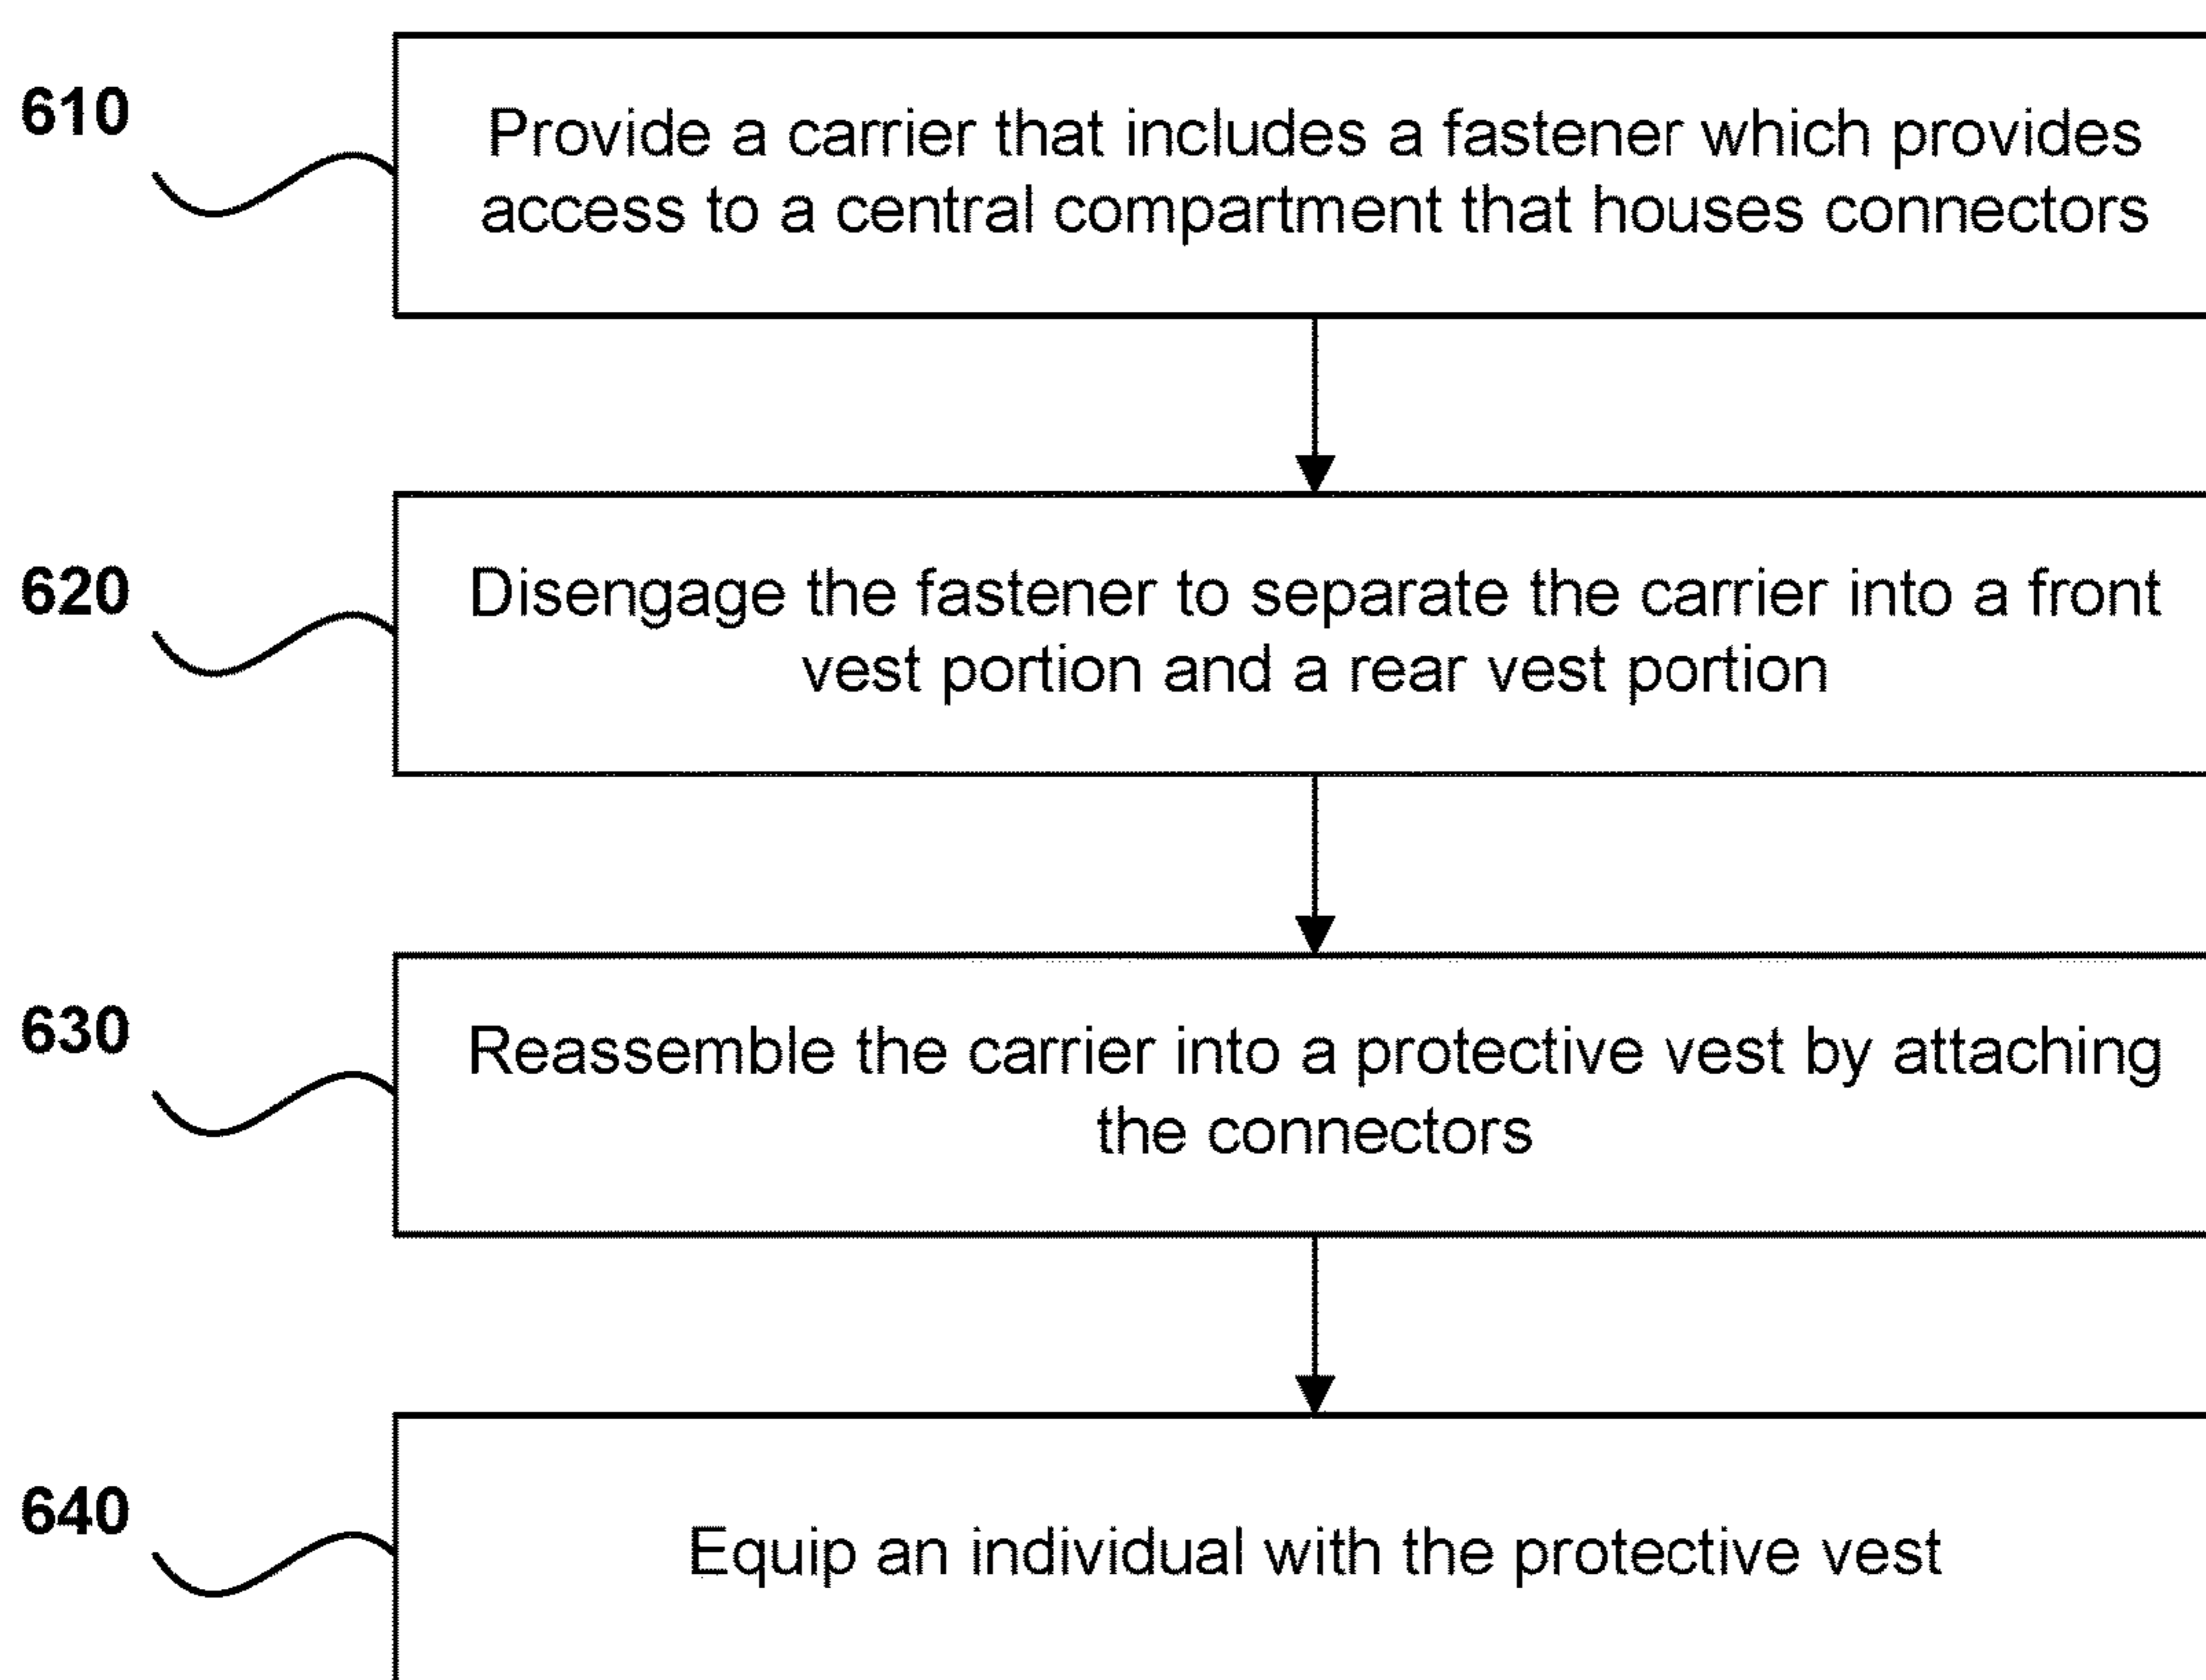 610
Provide a carrier that includes a fastener which provides
access to a central compartment that houses connectors
620
Disengage the fastener to separate the carrier into a front
vest portion and a rear vest portion
630
Reassemble the carrier into a protective vest by attaching
the connectors
640
Equip an individual with the protective vest